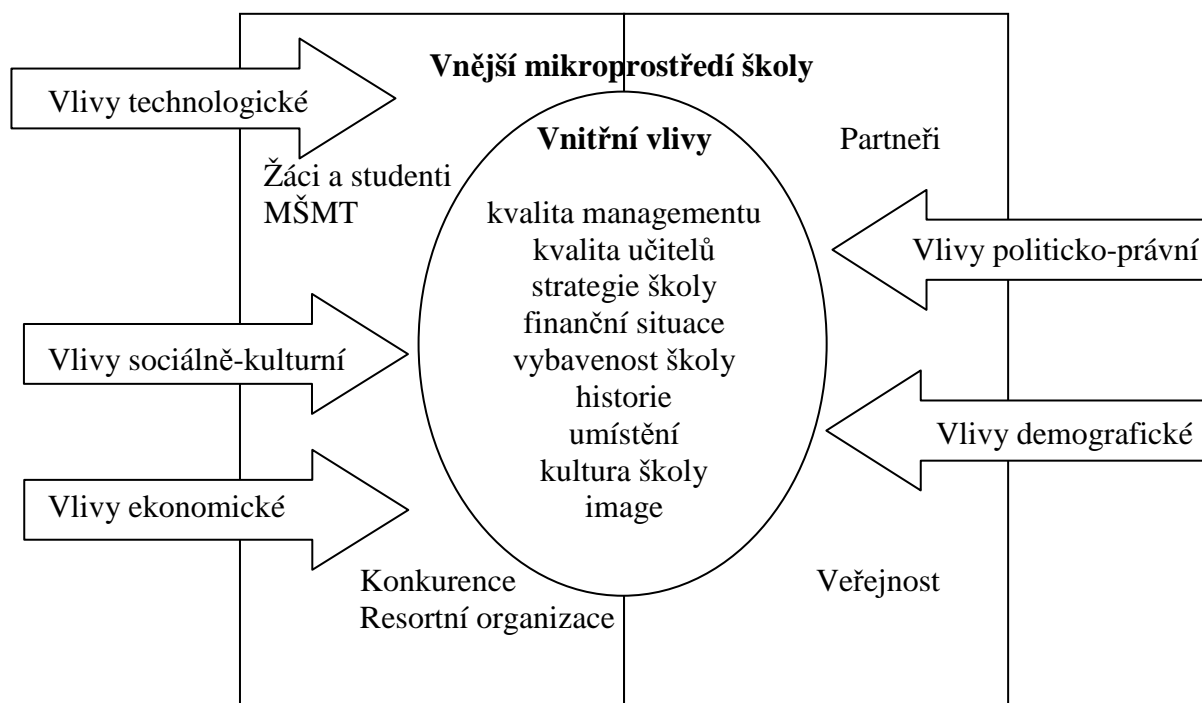 Vnější mikroprostředí školy
Vlivy technologické
Vnitřní vlivy
Partneři
Žáci a studenti
MŠMT
kvalita managementu
kvalita učitelů
strategie školy
finanční situace
vybavenost školy
historie
umístění
kultura školy
image
Vlivy politicko-právní
Vlivy sociálně-kulturní
Vlivy demografické
Vlivy ekonomické
Konkurence
Resortní organizace
Veřejnost